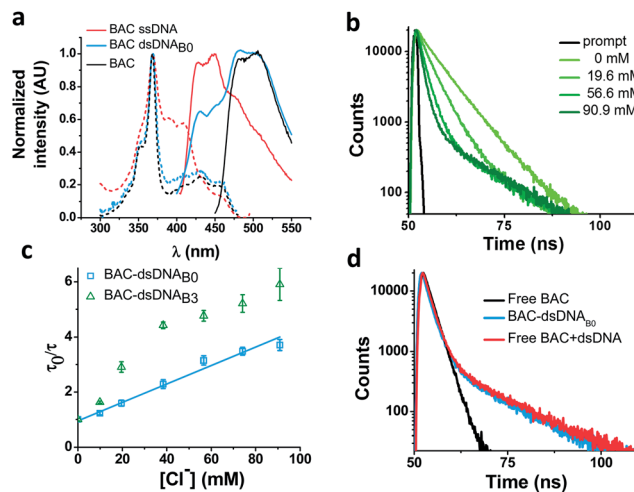 a
BAC ssDNA
BAC dsDNAB0
BAC
Normalized
intensity (AU)
1.0
0.8
0.6
0.4
0.2
0.0
300 350 400 450 500 550
λ (nm)
b
prompt
0 mM
19.6 mM
56.6 mM
90.9 mM
Counts
10000
1000
100
50 75 100
Time (ns)
c
BAC-dsDNAB0
BAC-dsDNAB3
τ0/τ
6
4
2
0
0 20 40 60 80 100
[Cl-] (mM)
d
Free BAC
BAC-dsDNAB0
Free BAC+dsDNA
Counts
10000
1000
100
50 75 100
Time (ns)